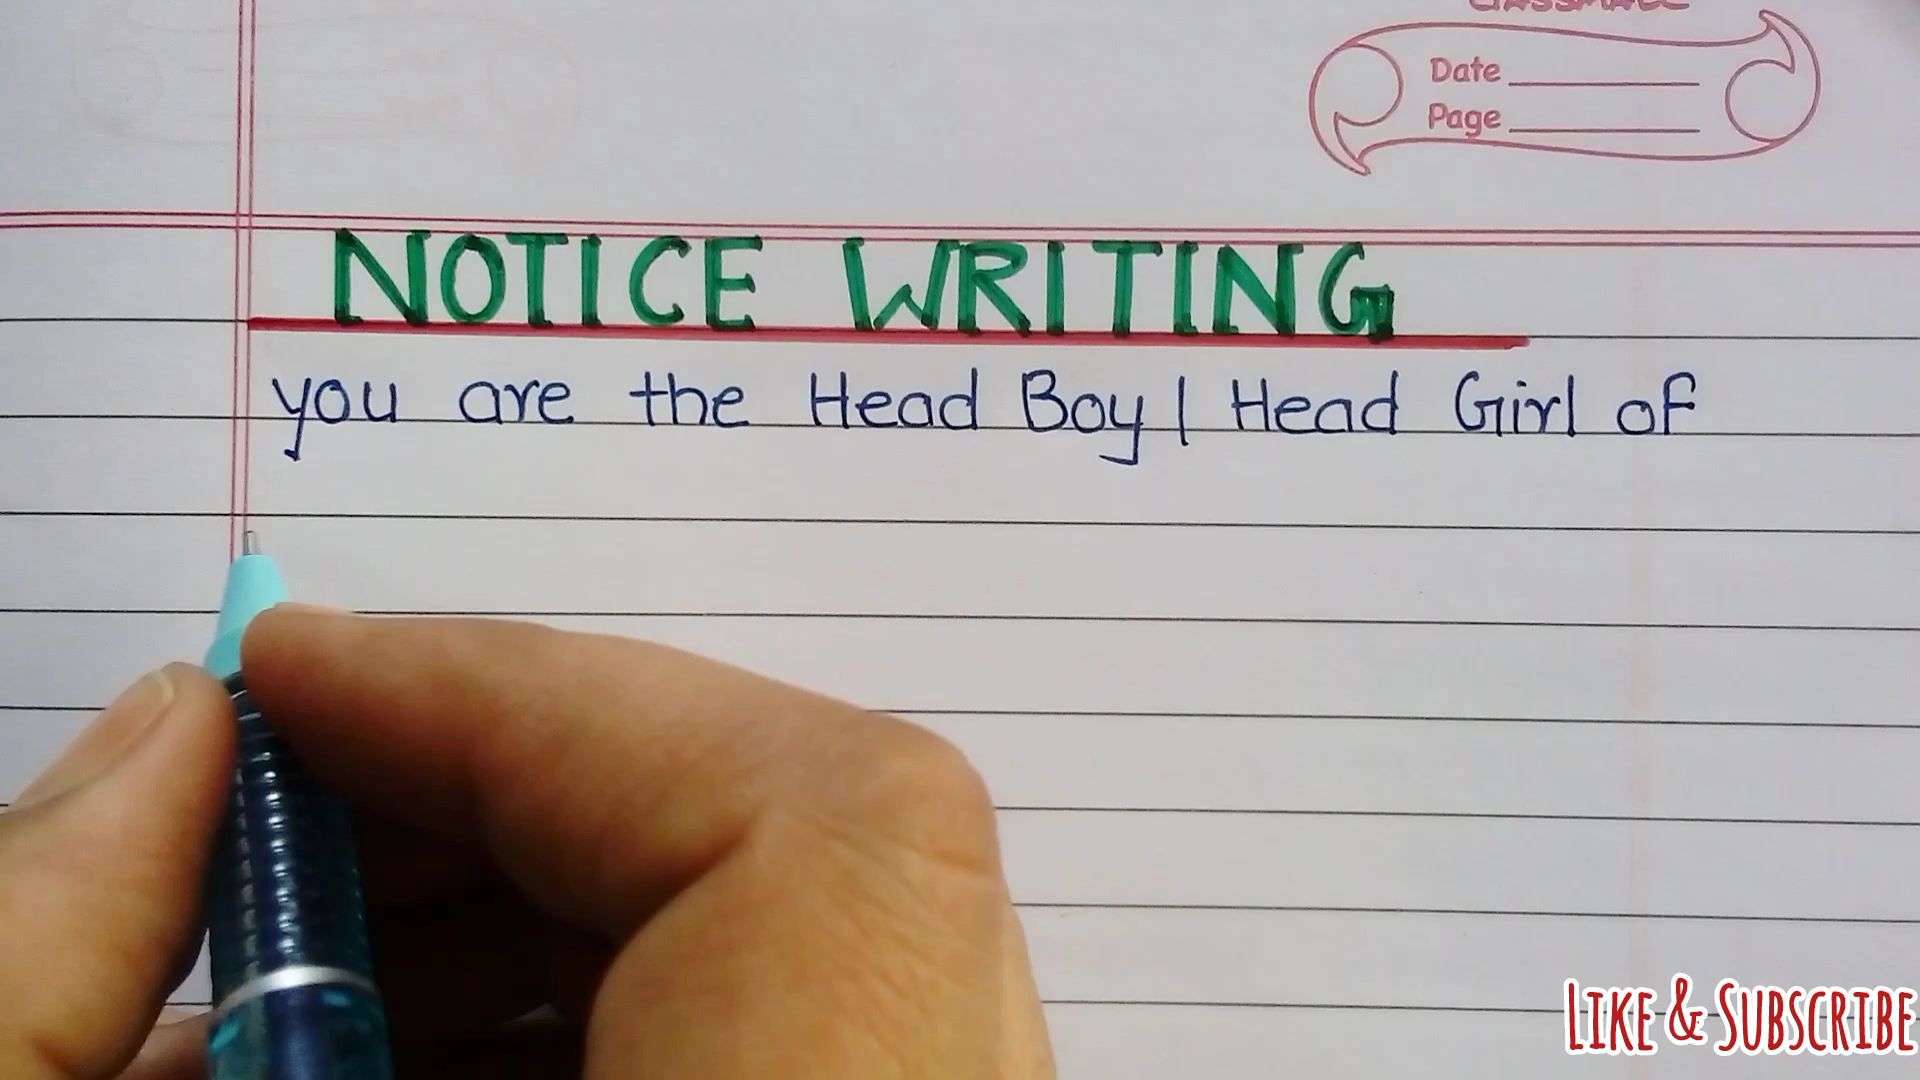 Date
Page
NOTICE WRITING
you are the Head Boy | Head Girl of
LIKE & SUBSCRIBE